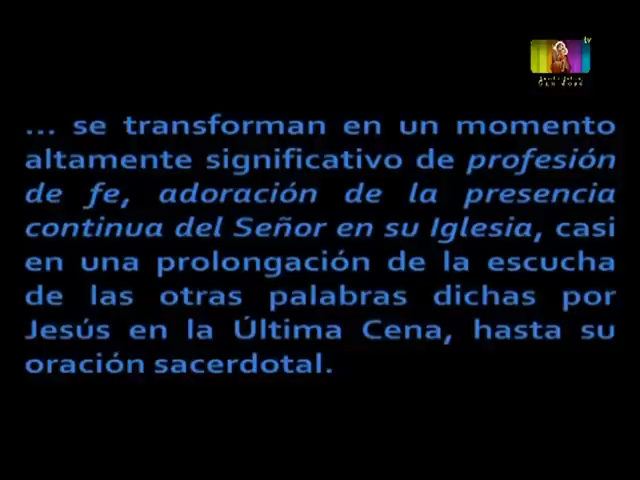 tv
... se transforman en un momento
altamente significativo de profesión
de fe, adoración de la presencia
continua del Señor en su Iglesia, casi
en una prolongación de la escucha
de las otras palabras dichas por
Jesús en la Última Cena, hasta su
oración sacerdotal.